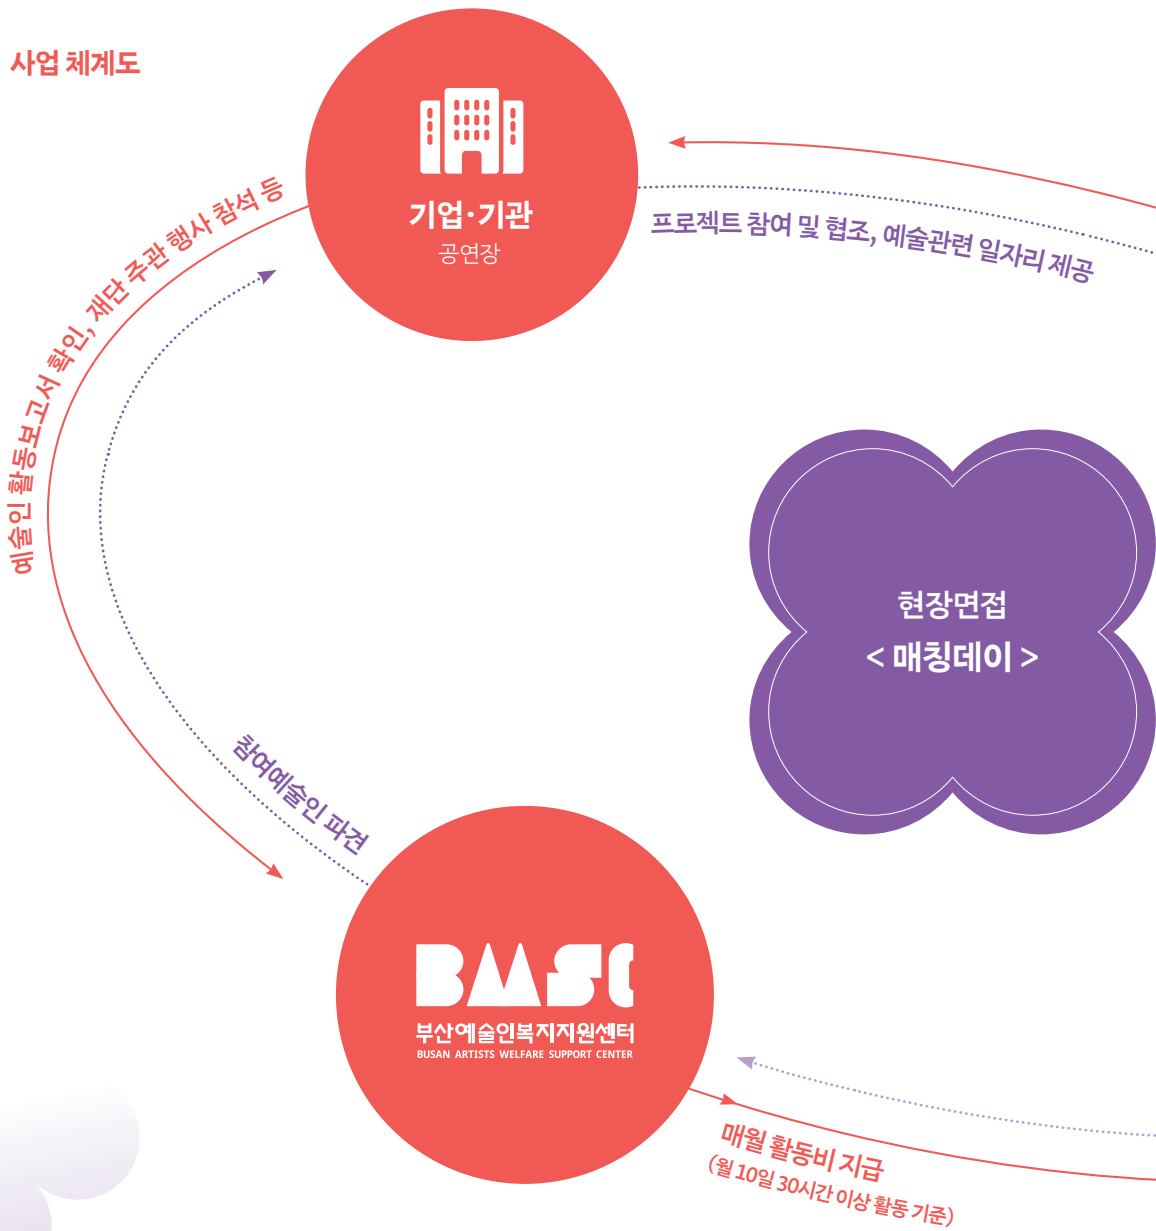 사업 체계도
기업·기관
공연장
예술인 활동보고서 확인, 재단 주관 행사 참석 등
프로젝트 참여 및 협조, 예술관련 일자리 제공
현장면접
< 매칭데이 >
참여예술인 파견
BMSC
부산예술인복지지원센터
BUSAN ARTISTS WELFARE SUPPORT CENTER
매월 활동비 지급
(월 10일 30시간 이상 활동 기준)